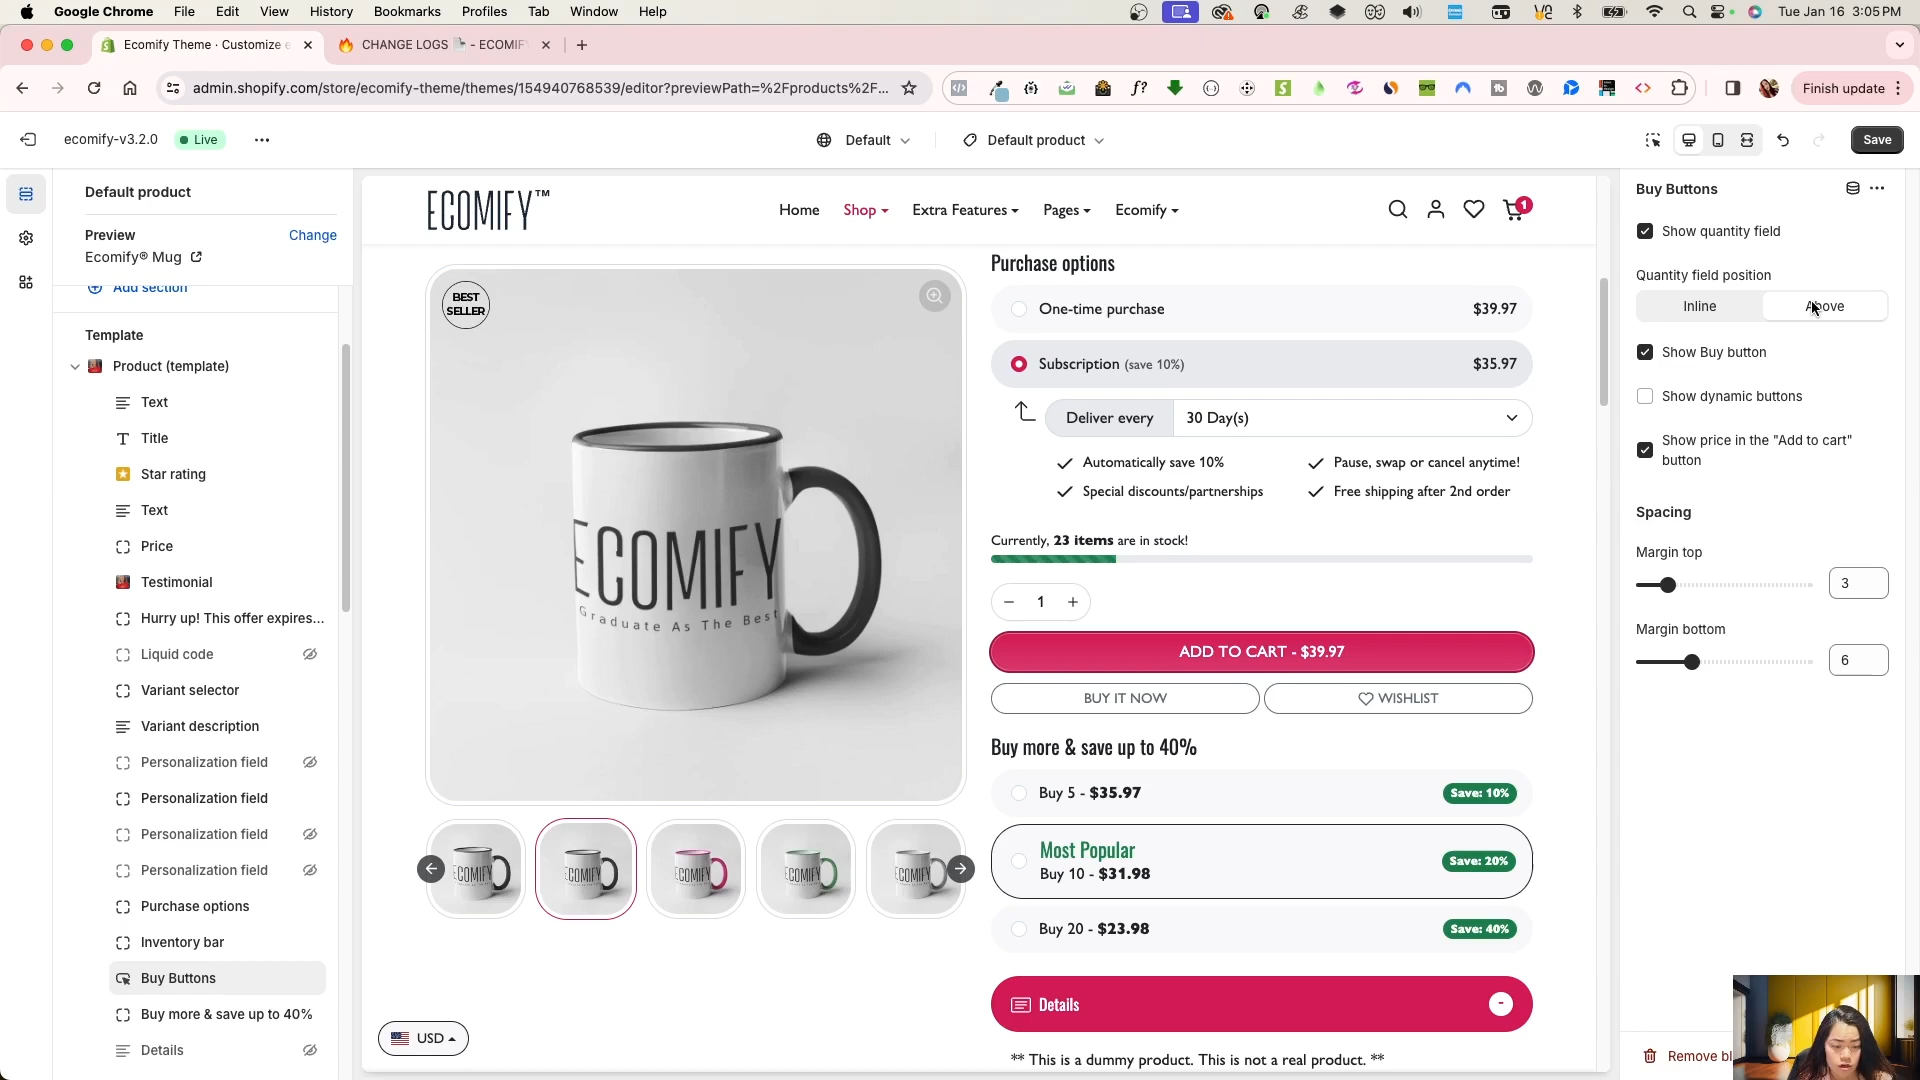 Google Chrome File Edit View History Bookmarks Profiles Tab Window Help Tue Jan 16 3:05 PM
Ecomify Theme · Customize e CHANGE LOGS - ECOMIF
admin.shopify.com/store/ecomify-theme/themes/154940768539/editor?previewPath=%2Fproducts%2F... Finish update
ecomify-v3.2.0 Live Default Default product Save
Default product
Preview Change
Ecomify® Mug
Add section
Template
Product (template)
Text
Title
Star rating
Text
Price
Testimonial
Hurry up! This offer expires...
Liquid code
Variant selector
Variant description
Personalization field
Personalization field
Personalization field
Personalization field
Purchase options
Inventory bar
Buy Buttons
Buy more & save up to 40%
Details
ECOMIFY™ Home Shop Extra Features Pages Ecomify 1
BEST
SELLER
ECOMIFY
Graduate As The Best
USD
Purchase options
One-time purchase $39.97
Subscription (save 10%) $35.97
Deliver every 30 Day(s)
Automatically save 10% Pause, swap or cancel anytime!
Special discounts/partnerships Free shipping after 2nd order
Currently, 23 items are in stock!
− 1 +
ADD TO CART - $39.97
BUY IT NOW WISHLIST
Buy more & save up to 40%
Buy 5 - $35.97 Save: 10%
Most Popular
Buy 10 - $31.98 Save: 20%
Buy 20 - $23.98 Save: 40%
Details -
** This is a dummy product. This is not a real product. **
Buy Buttons
Show quantity field
Quantity field position
Inline Above
Show Buy button
Show dynamic buttons
Show price in the "Add to cart"
button
Spacing
Margin top
3
Margin bottom
6
Remove bl